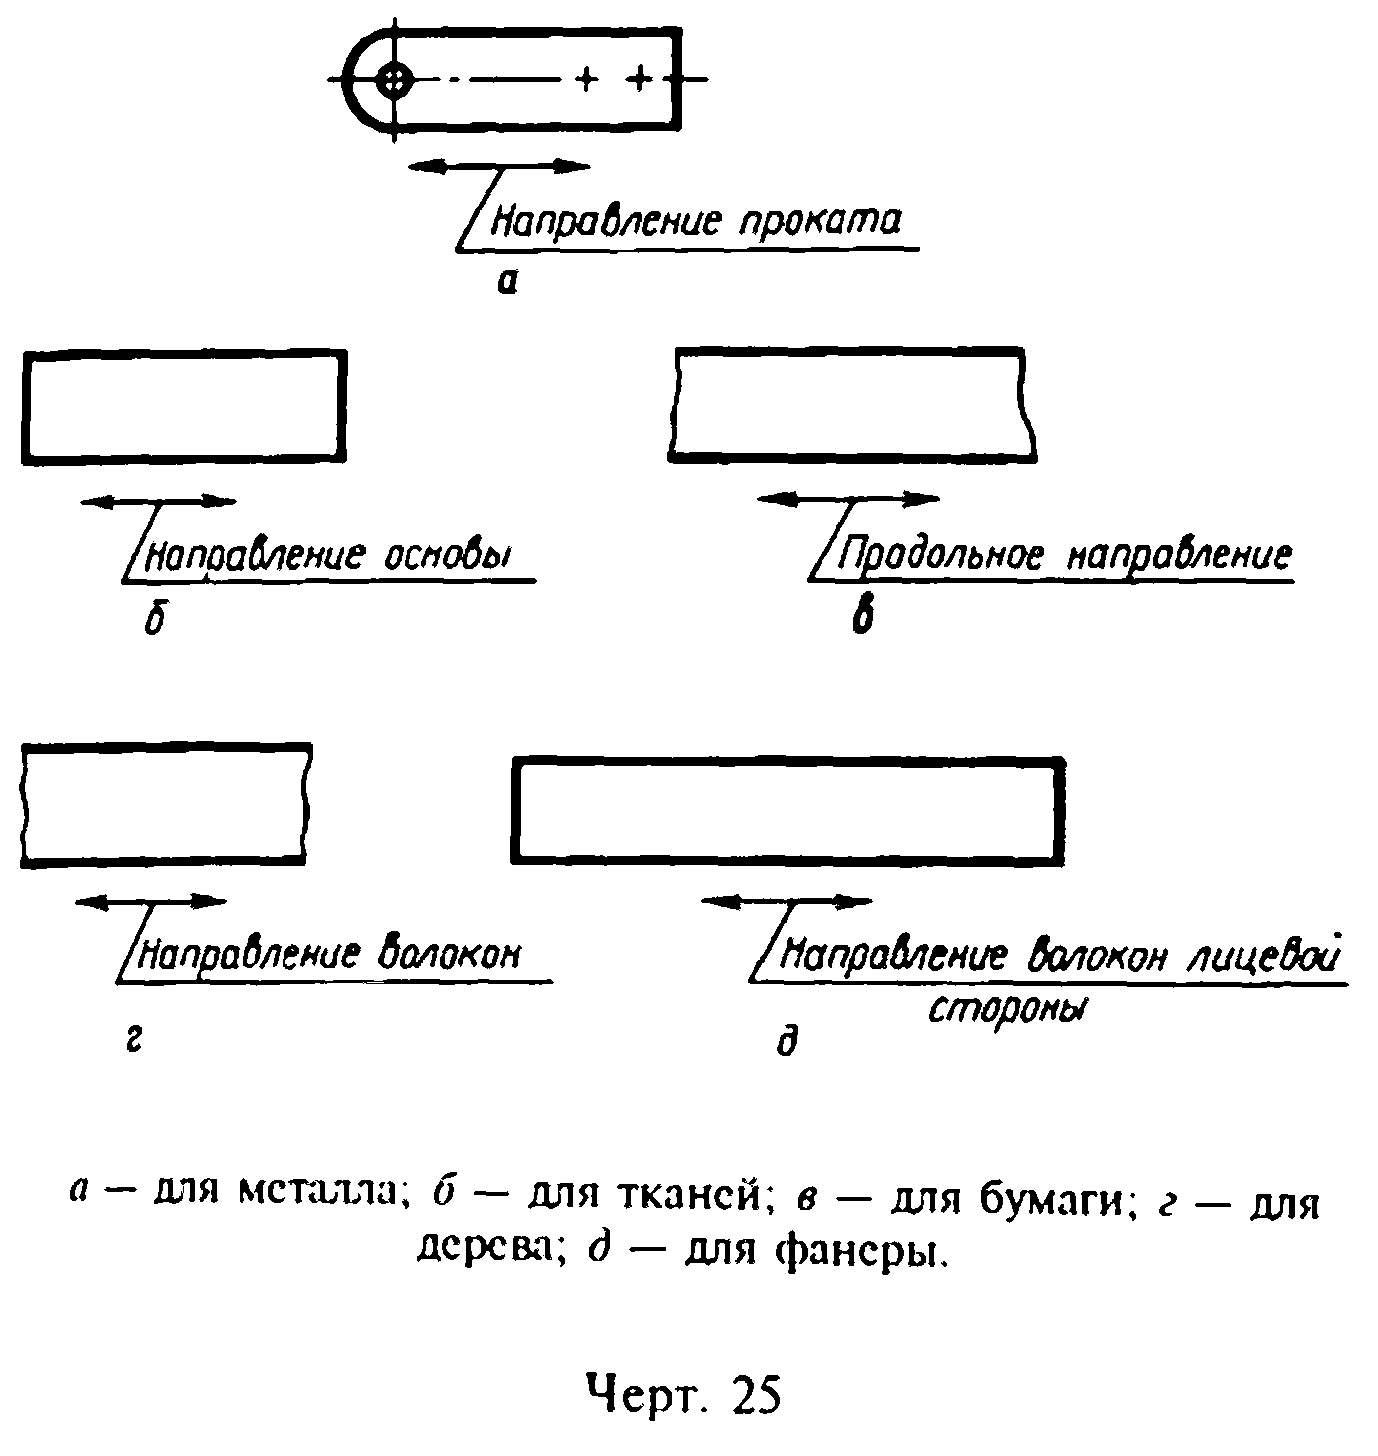 Направление проката
а
Направление основы
б
Продольное направление
в
Направление волокон
г
Направление волокон лицевой
стороны
д
а — для металла; б — для тканей; в — для бумаги; г — для
дерева; д — для фанеры.
Черт. 25